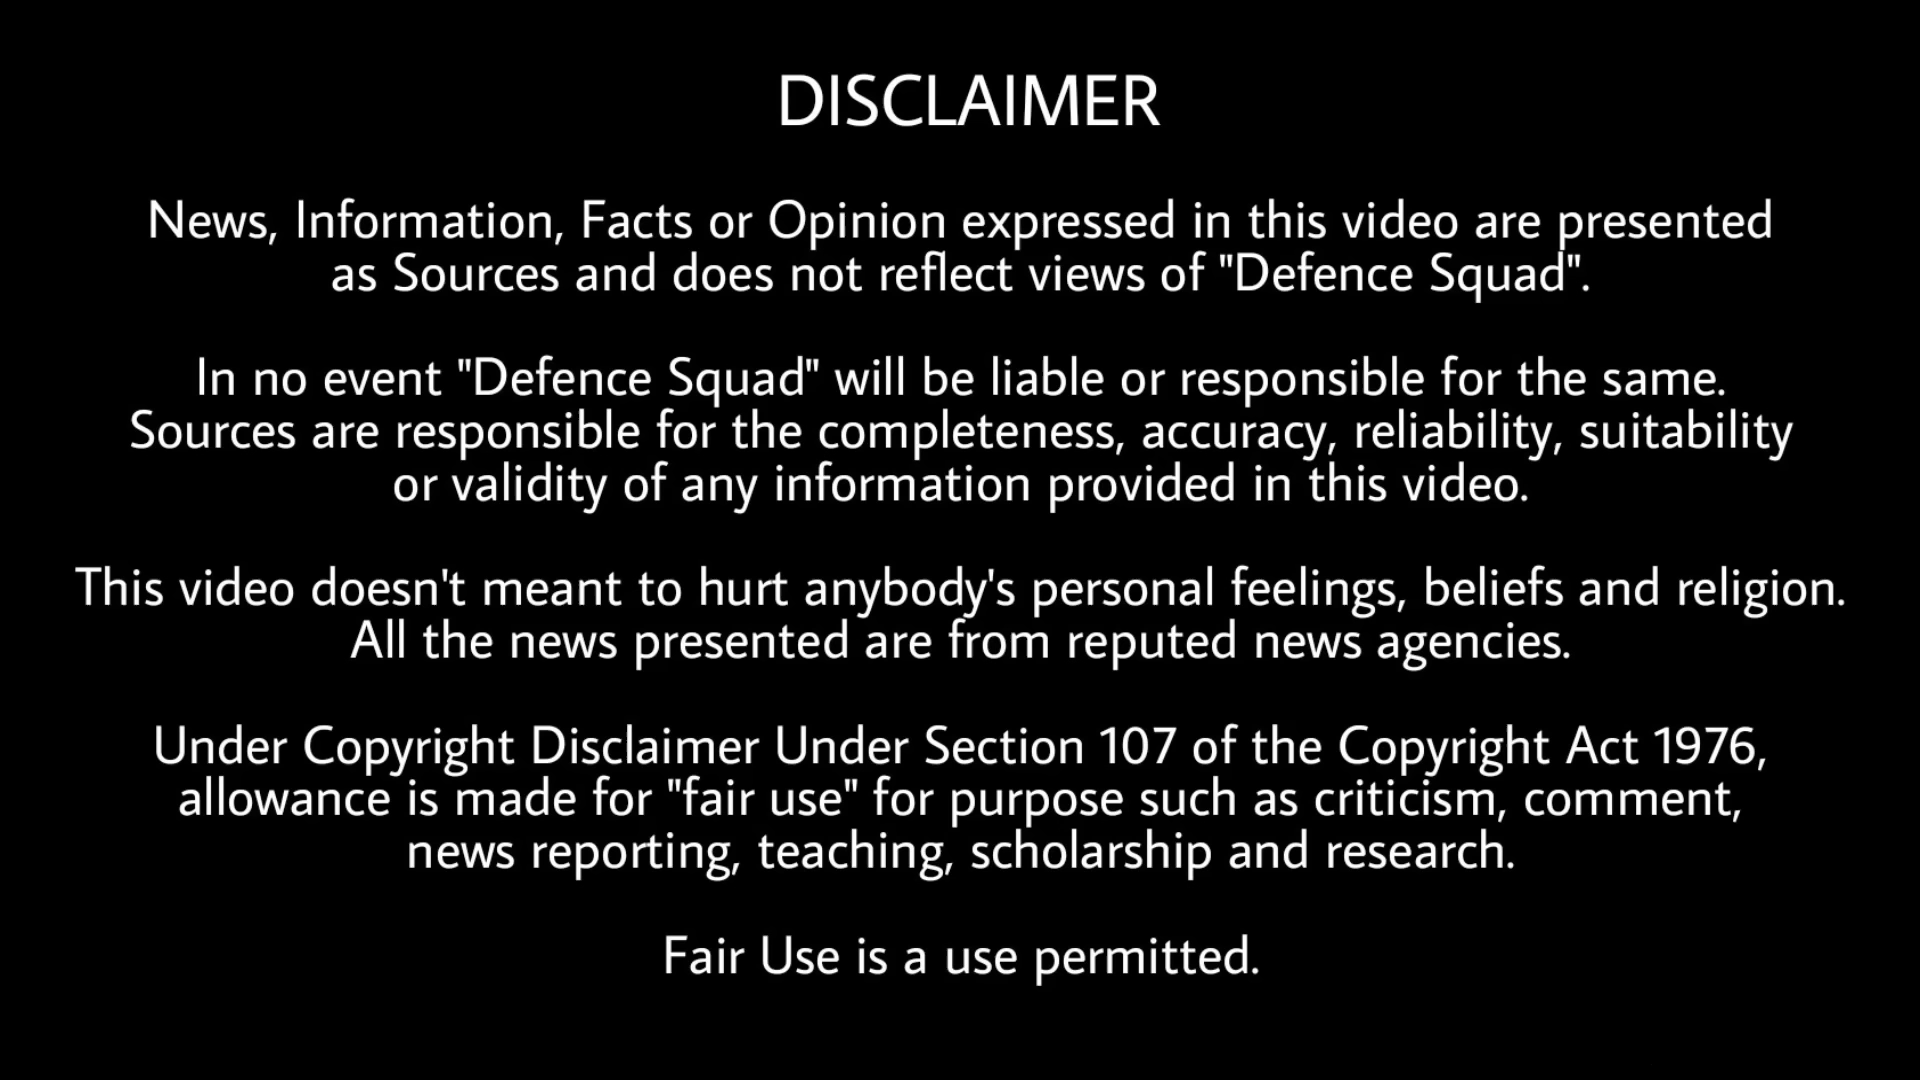 DISCLAIMER
News, Information, Facts or Opinion expressed in this video are presented
as Sources and does not reflect views of "Defence Squad".
In no event "Defence Squad" will be liable or responsible for the same.
Sources are responsible for the completeness, accuracy, reliability, suitability
or validity of any information provided in this video.
This video doesn't meant to hurt anybody's personal feelings, beliefs and religion.
All the news presented are from reputed news agencies.
Under Copyright Disclaimer Under Section 107 of the Copyright Act 1976,
allowance is made for "fair use" for purpose such as criticism, comment,
news reporting, teaching, scholarship and research.
Fair Use is a use permitted.